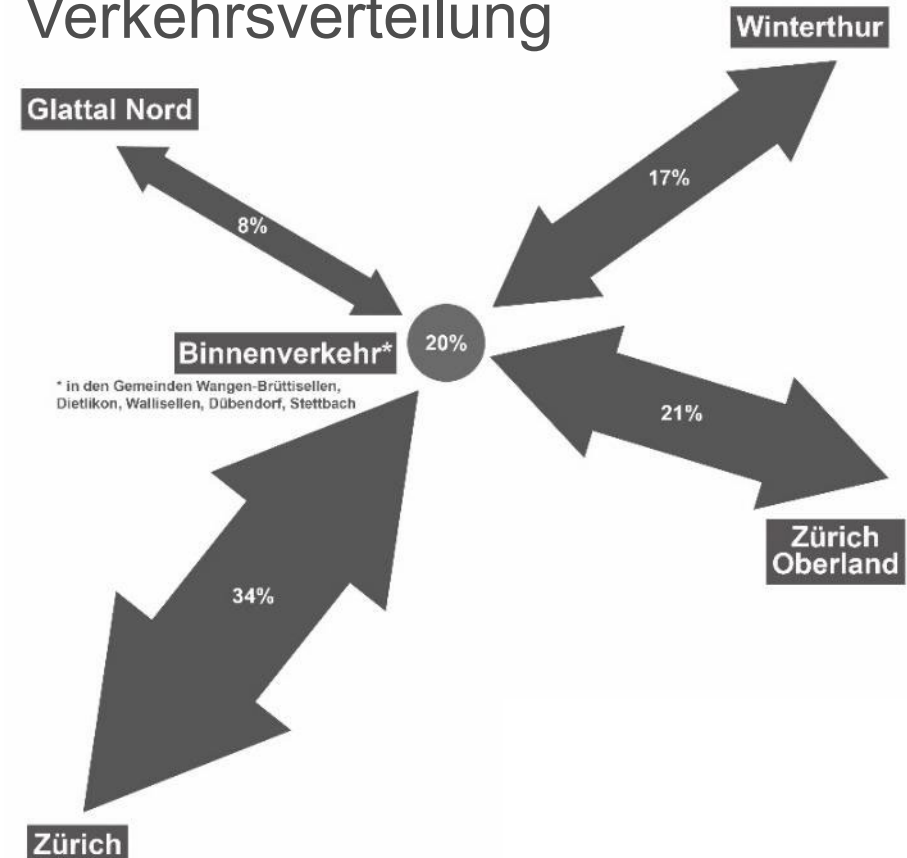 Verkehrsverteilung
Winterthur
Glattal Nord
17%
8%
Binnenverkehr*
20%
* in den Gemeinden Wangen-Brüttisellen,
Dietlikon, Wallisellen, Dübendorf, Stettbach
21%
Zürich
Oberland
34%
Zürich